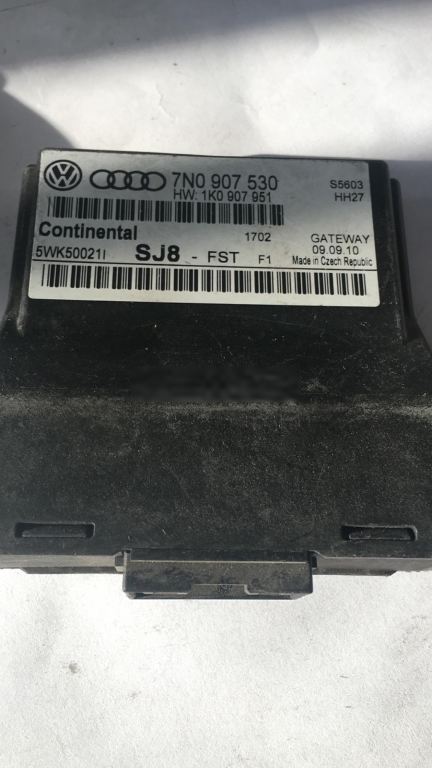 7N0 907 530
S5603
HW: 1K0 907 951
HH27
Continental
1702
GATEWAY
5WK50021I
SJ8 - FST F1
09.09.10
Made in Czech Republic